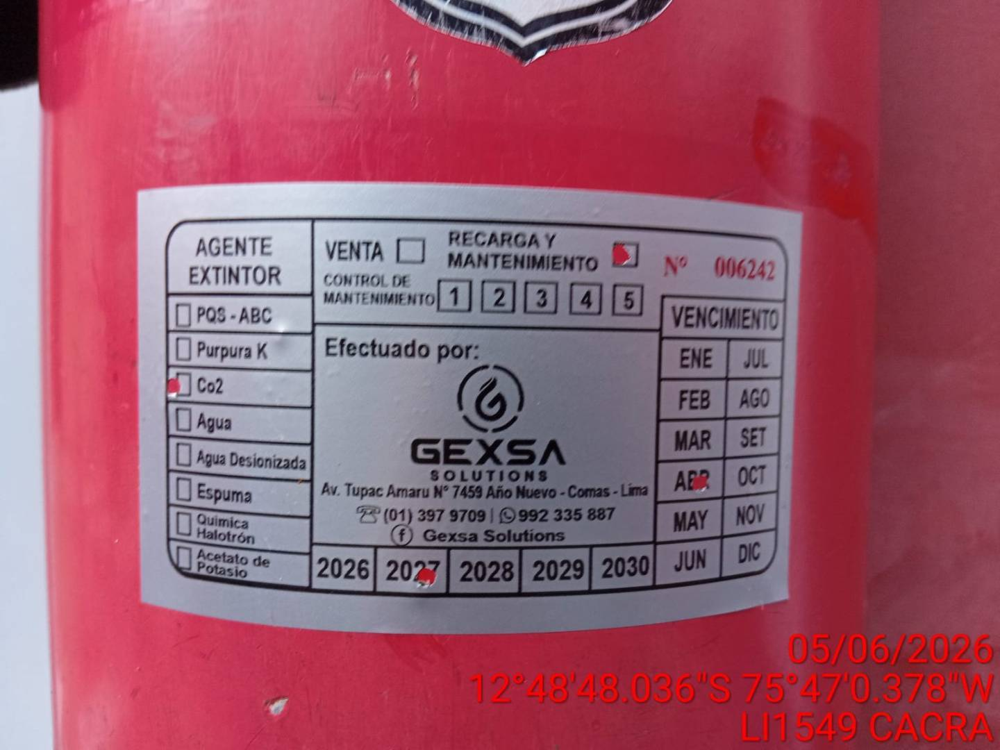 AGENTE
EXTINTOR
PQS - ABC
Purpura K
Co2
Agua
Agua Desionizada
Espuma
Quimica
Halotrón
Acetato de
Potasio
VENTA
RECARGA Y
MANTENIMIENTO
Nº 006242
CONTROL DE
MANTENIMIENTO 1 2 3 4 5
Efectuado por:
G
GEXSA
SOLUTIONS
Av. Tupac Amaru N° 7459 Año Nuevo - Comas - Lima
(01) 397 9709 | 992 335 887
f Gexsa Solutions
2026 2027 2028 2029 2030
VENCIMIENTO
ENE JUL
FEB AGO
MAR SET
ABR OCT
MAY NOV
JUN DIC
05/06/2026
12°48'48.036"S 75°47'0.378"W
LI1549 CACRA